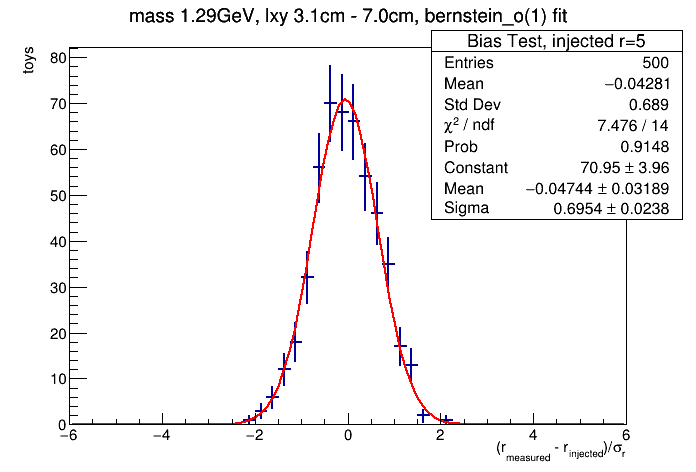 mass 1.29GeV, lxy 3.1cm - 7.0cm, bernstein_o(1) fit
toys
Bias Test, injected r=5
Entries 500
Mean −0.04281
Std Dev 0.689
χ² / ndf 7.476 / 14
Prob 0.9148
Constant 70.95 ± 3.96
Mean −0.04744 ± 0.03189
Sigma 0.6954 ± 0.0238
80
70
60
50
40
30
20
10
0
−6 −4 −2 0 2 4 6
(r_measured - r_injected)/σ_r